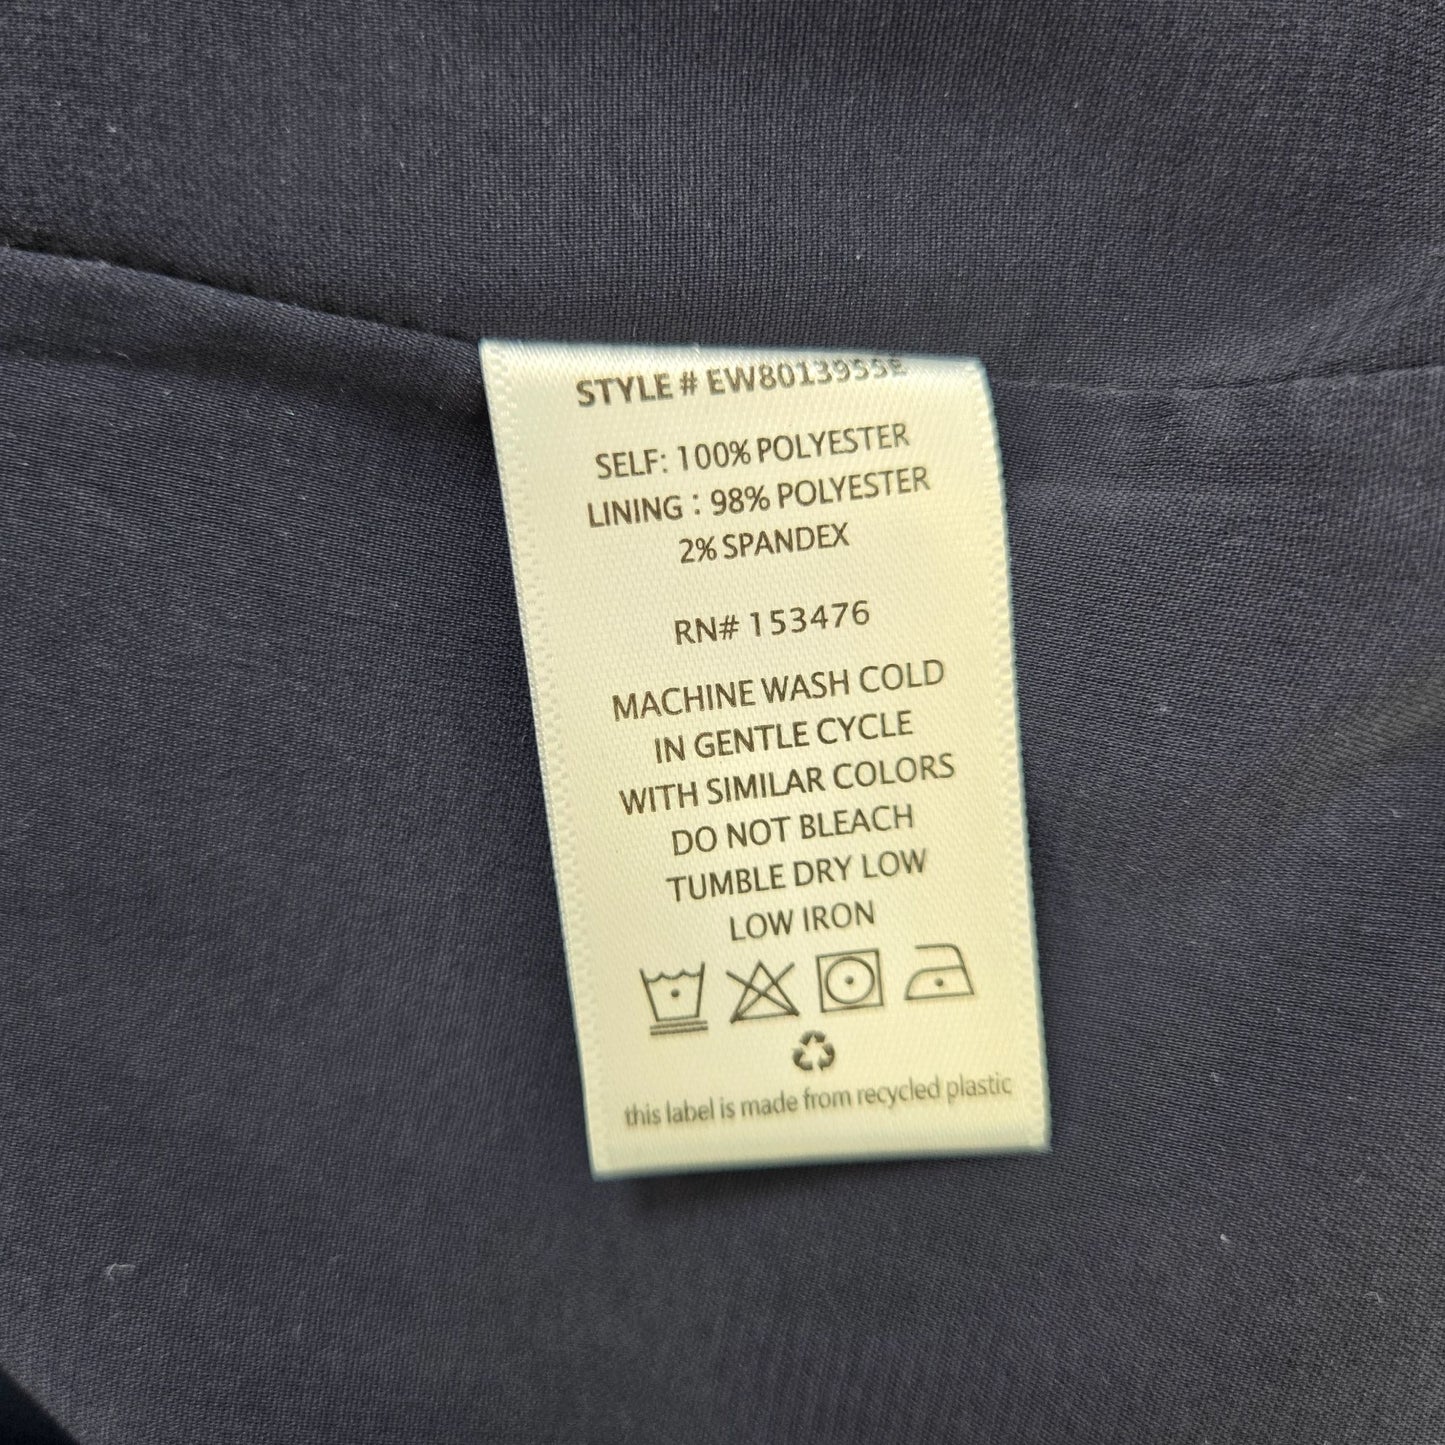 STYLE # EW8013955E
SELF: 100% POLYESTER
LINING : 98% POLYESTER
2% SPANDEX
RN# 153476
MACHINE WASH COLD
IN GENTLE CYCLE
WITH SIMILAR COLORS
DO NOT BLEACH
TUMBLE DRY LOW
LOW IRON
this label is made from recycled plastic